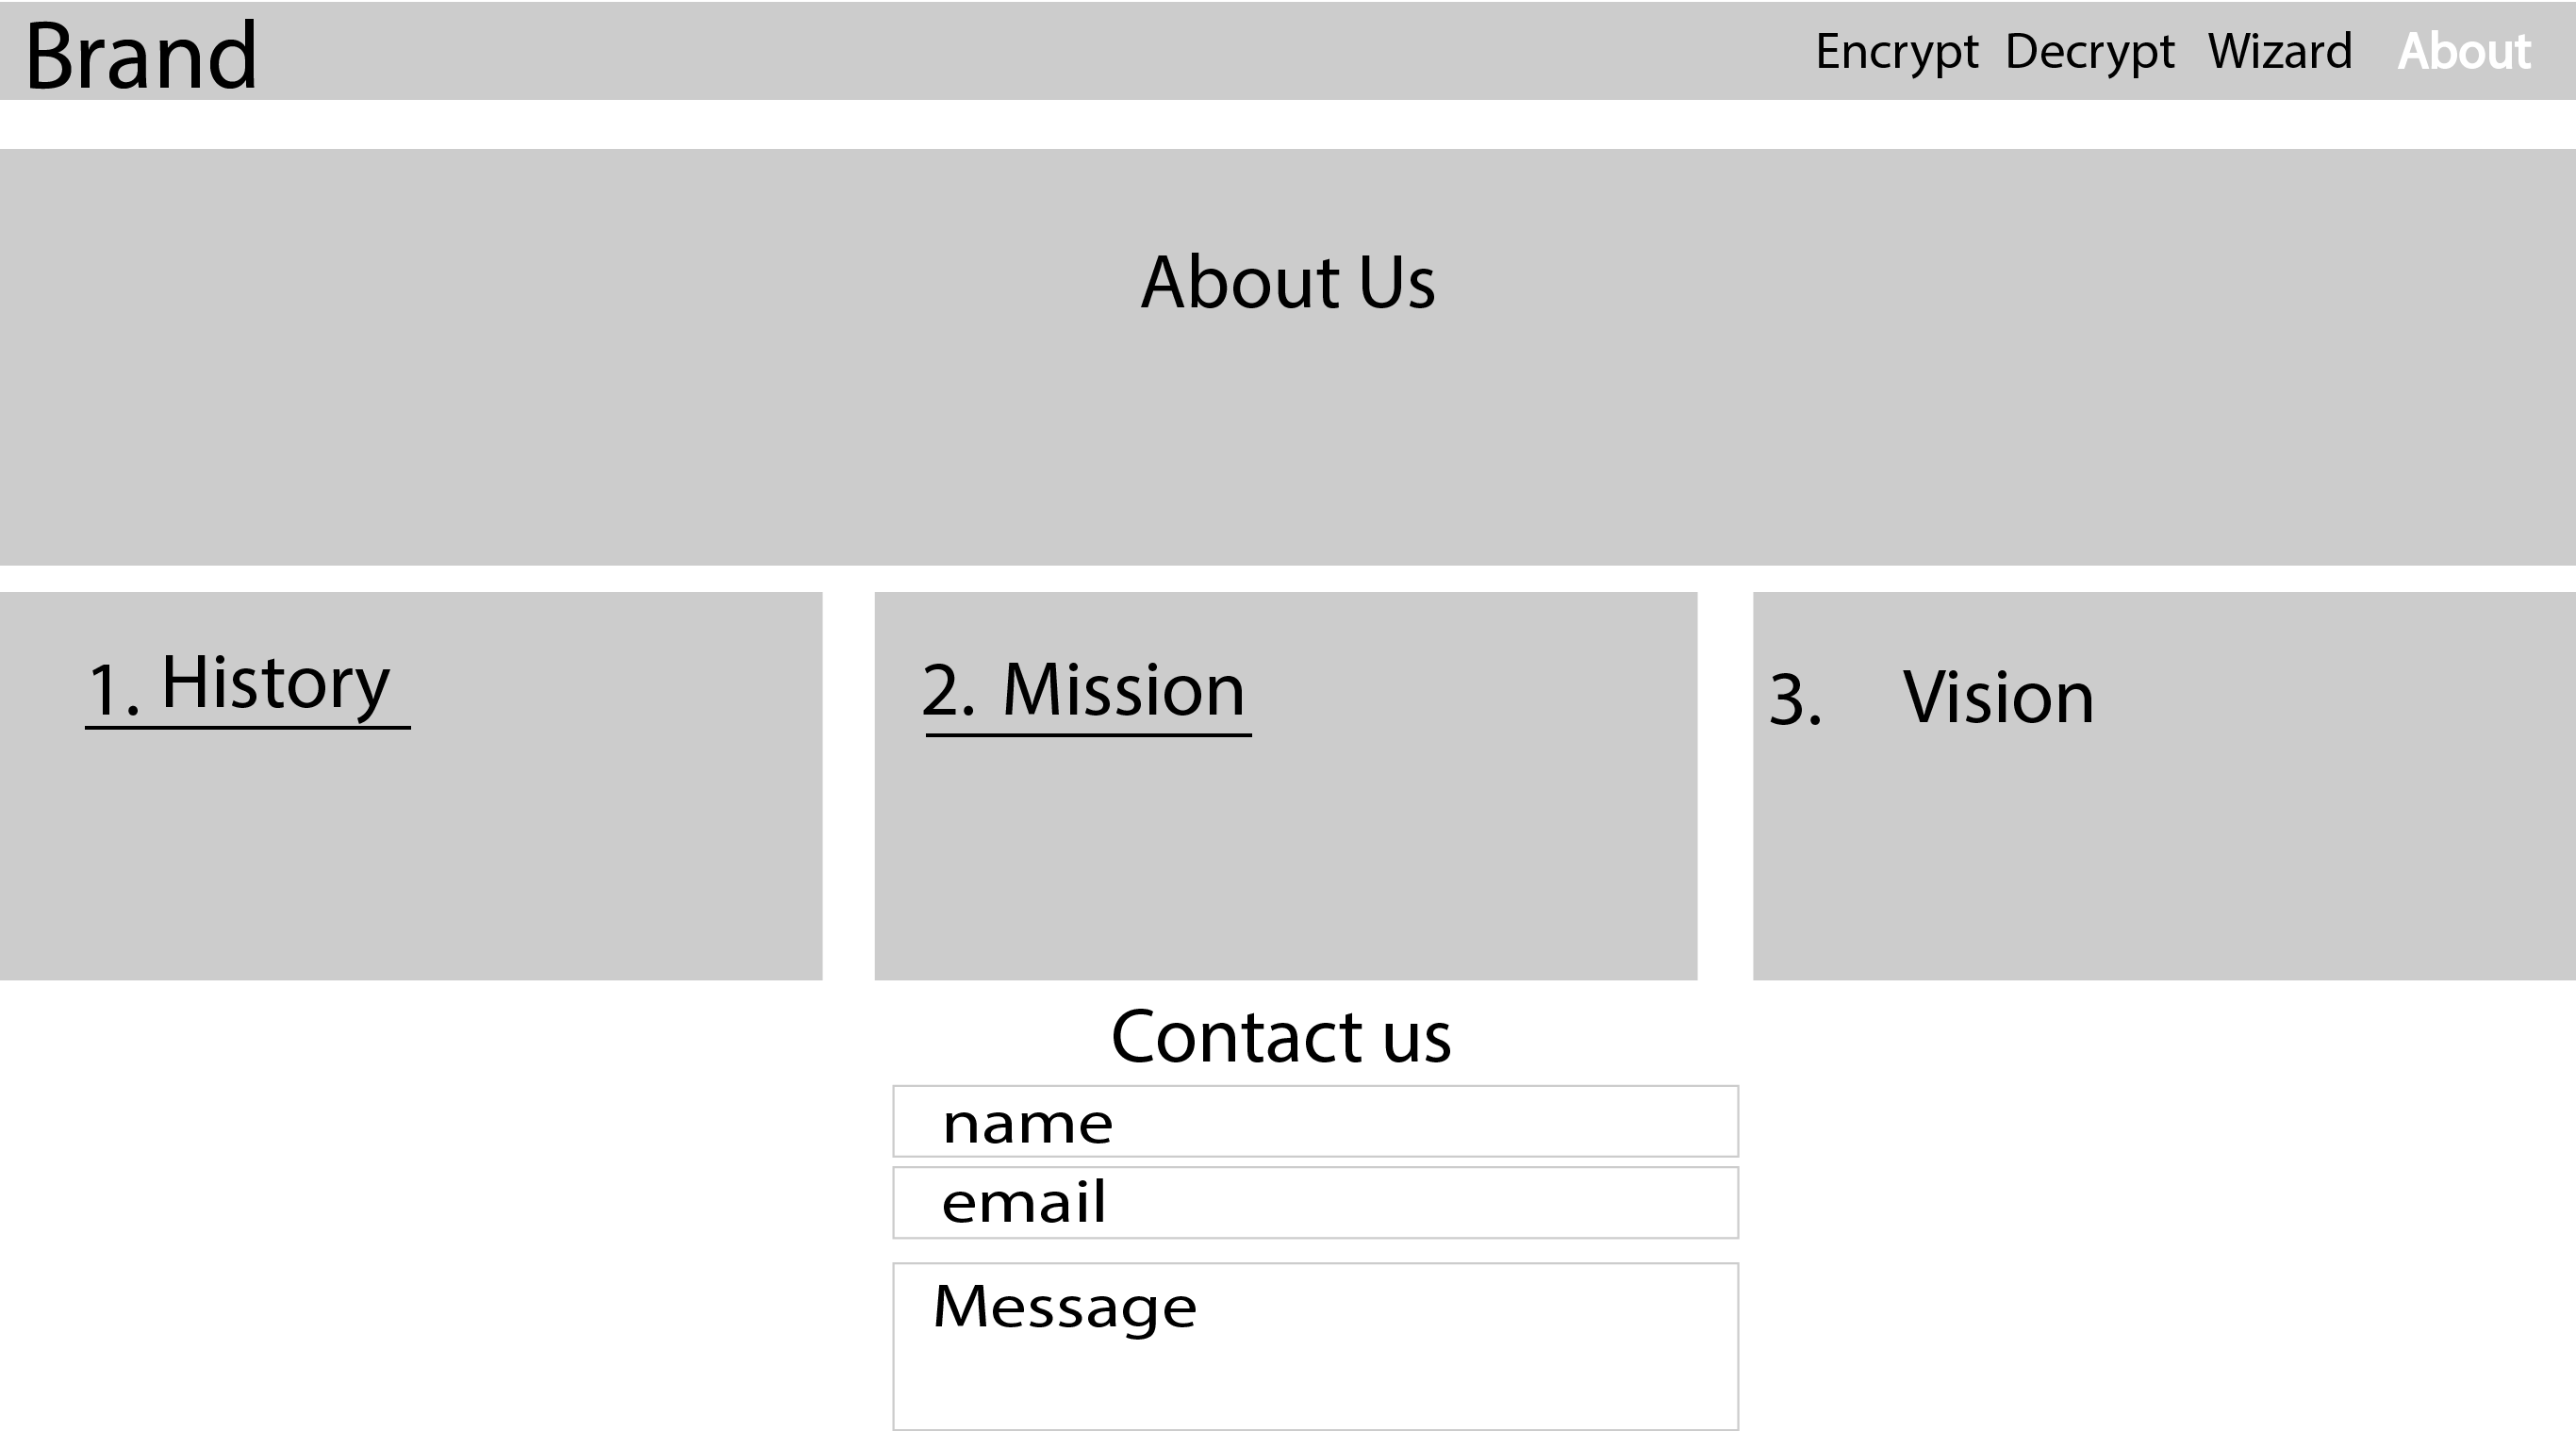 Brand
Encrypt Decrypt Wizard About
About Us
1. History
2. Mission
3. Vision
Contact us
name
email
Message